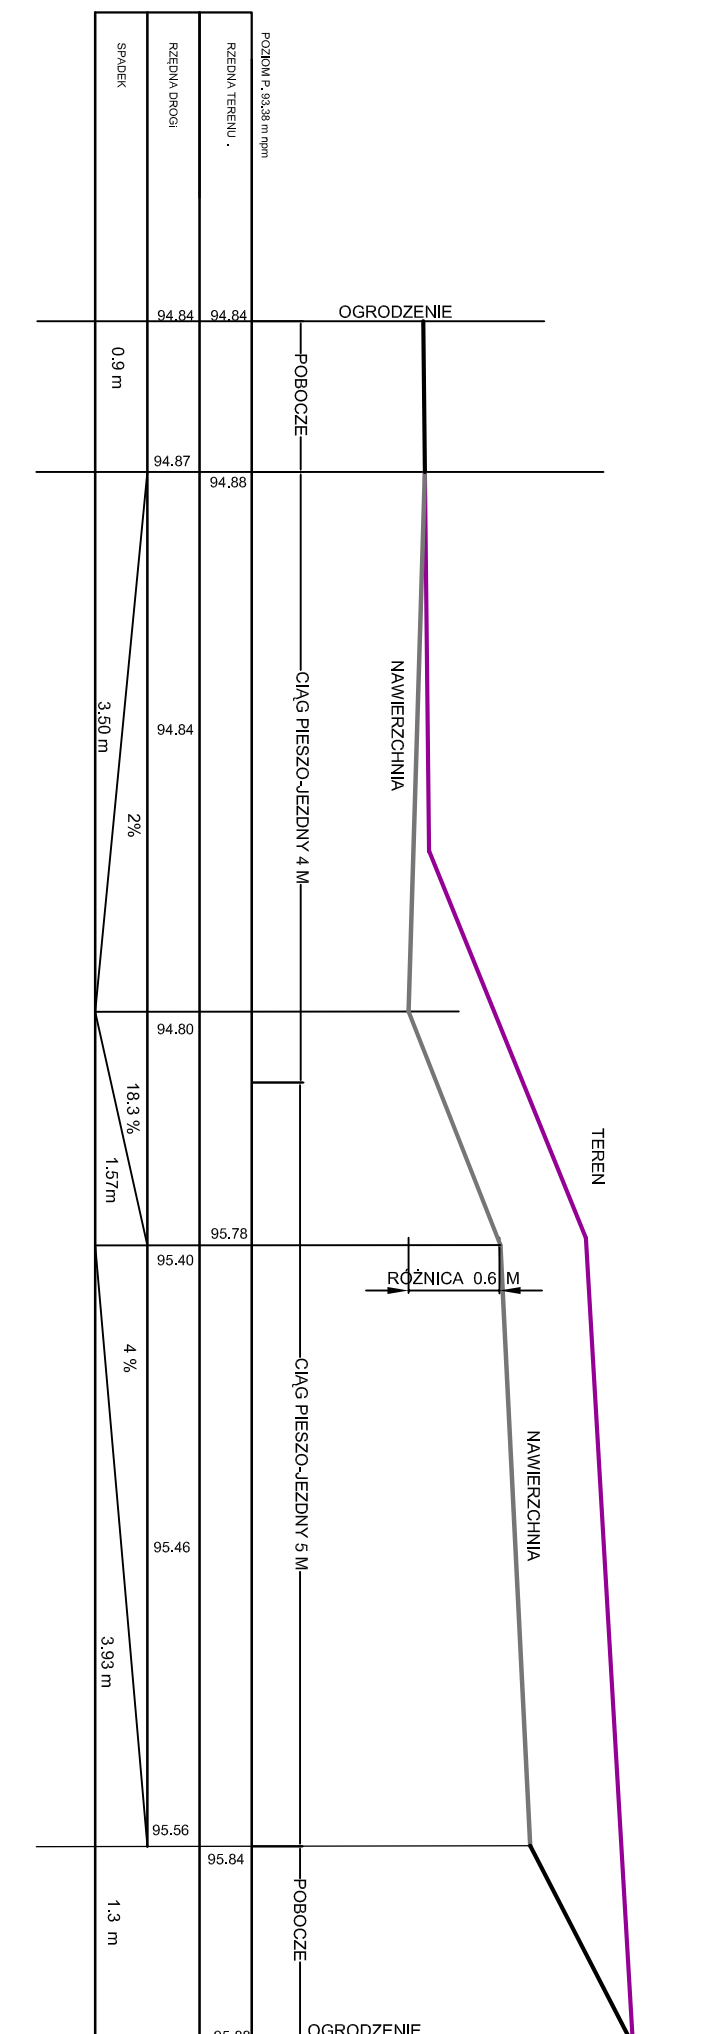 POZIOM P. 93.38 m npm
RZEDNA TERENU .
RZĘDNA DROGi
SPADEK
OGRODZENIE
94.84 94.84
0.9 m
POBOCZE
94.87
94.88
NAWIERZCHNIA
CIĄG PIESZO-JEZDNY 4 M
3.50 m
94.84
2%
94.80
18.3 %
1.57m
TEREN
95.78
95.40
RÓŻNICA 0.6 M
4 %
CIĄG PIESZO-JEZDNY 5 M
NAWIERZCHNIA
95.46
3.93 m
95.56
95.84
1.3 m
POBOCZE
OGRODZENIE